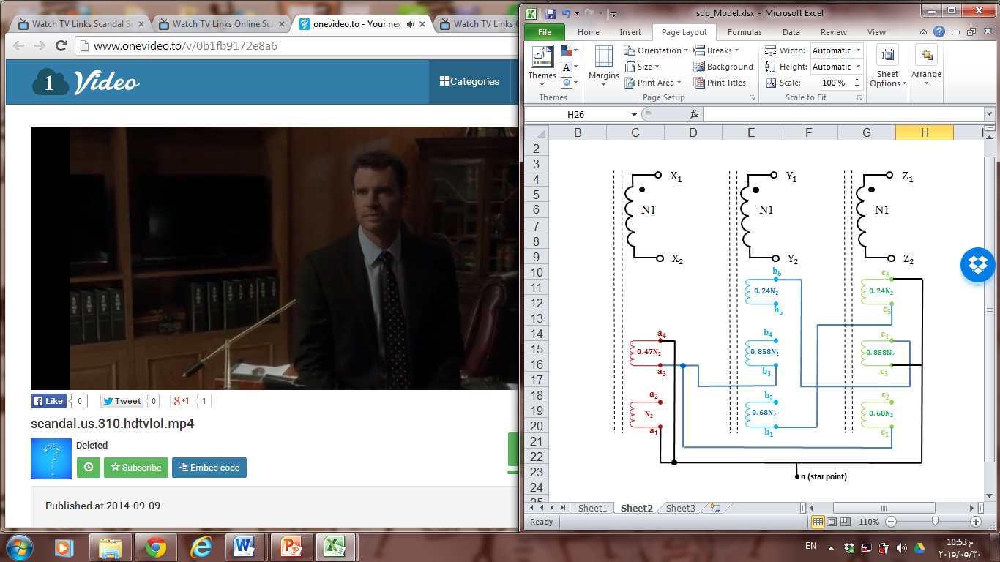 Watch TV Links Scandal S
Watch TV Links Online Sca
onevideo.to - Your nex
Watch TV Links
www.onevideo.to/v/0b1fb9172e8a6
1 Video
Categories
Like 0
Tweet 0
g+1 1
scandal.us.310.hdtvlol.mp4
Deleted
Subscribe
Embed code
Published at 2014-09-09
sdp_Model.xlsx - Microsoft Excel
File Home Insert Page Layout Formulas Data Review View
Themes
Margins
Orientation
Size
Print Area
Breaks
Background
Print Titles
Width: Automatic
Height: Automatic
Scale: 100 %
Sheet Options
Arrange
Themes Page Setup Scale to Fit
H26 fx
B C D E F G H I
2
3
4
5
6
7
8
9
10
11
12
13
14
15
16
17
18
19
20
21
22
23
24
25
X1 Y1 Z1
N1 N1 N1
X2 Y2 Z2
b6 c6
0.24N2 0.24N2
b5 c5
a4 b4 c4
0.47N2 0.858N2 0.858N2
a3 b3 c3
a2 b2 c2
N2 0.68N2 0.68N2
a1 b1 c1
n (star point)
Sheet1 Sheet2 Sheet3
Ready 110%
EN
10:53 م
٢٠١٥/٠٥/٣٠